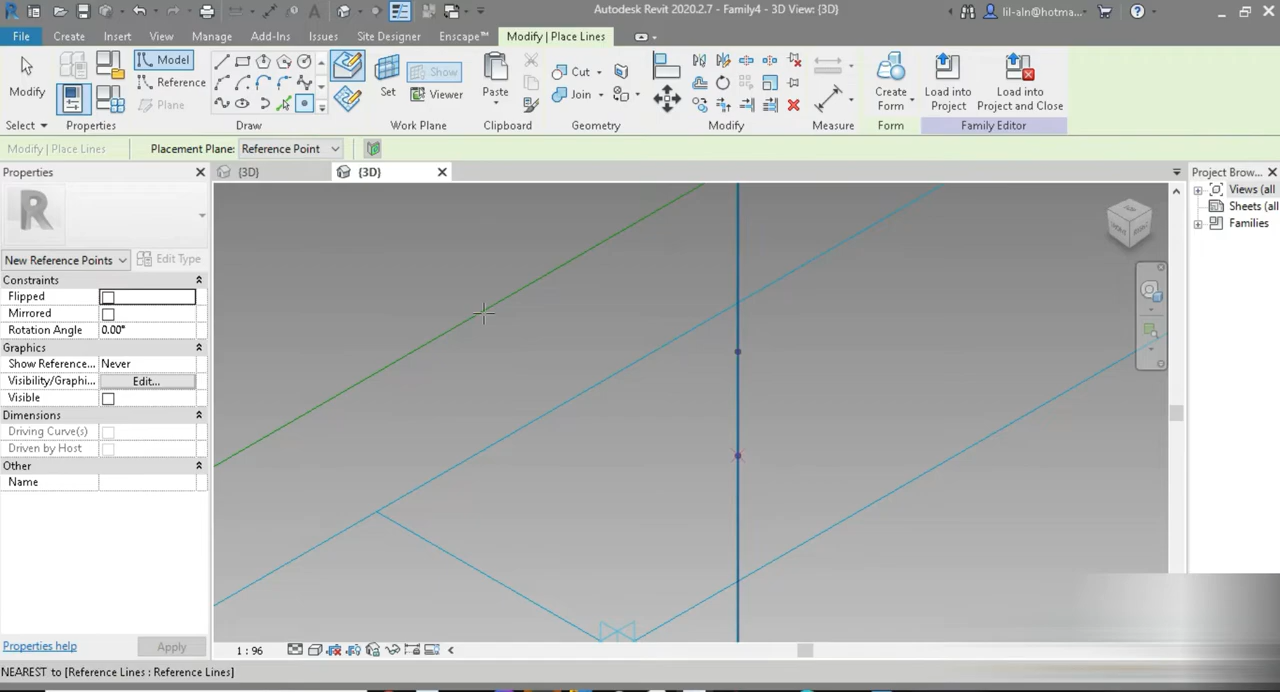 Autodesk Revit 2020.2.7 - Family4 - 3D View: {3D}
lil-aln@hotma...
File
Create
Insert
View
Manage
Add-Ins
Issues
Site Designer
Enscape™
Modify | Place Lines
Modify
Model
Reference
Plane
Set
Show
Viewer
Paste
Cut
Join
Create
Form
Load into
Project
Load into
Project and Close
Select
Properties
Draw
Work Plane
Clipboard
Geometry
Modify
Measure
Form
Family Editor
Modify | Place Lines
Placement Plane: Reference Point
Properties
{3D}
{3D}
Project Brow...
R
New Reference Points
Edit Type
Constraints
Flipped
Mirrored
Rotation Angle 0.00°
Graphics
Show Reference... Never
Visibility/Graphi... Edit...
Visible
Dimensions
Driving Curve(s)
Driven by Host
Other
Name
Views (all
Sheets (all
Families
Properties help
Apply
1 : 96
NEAREST to [Reference Lines : Reference Lines]